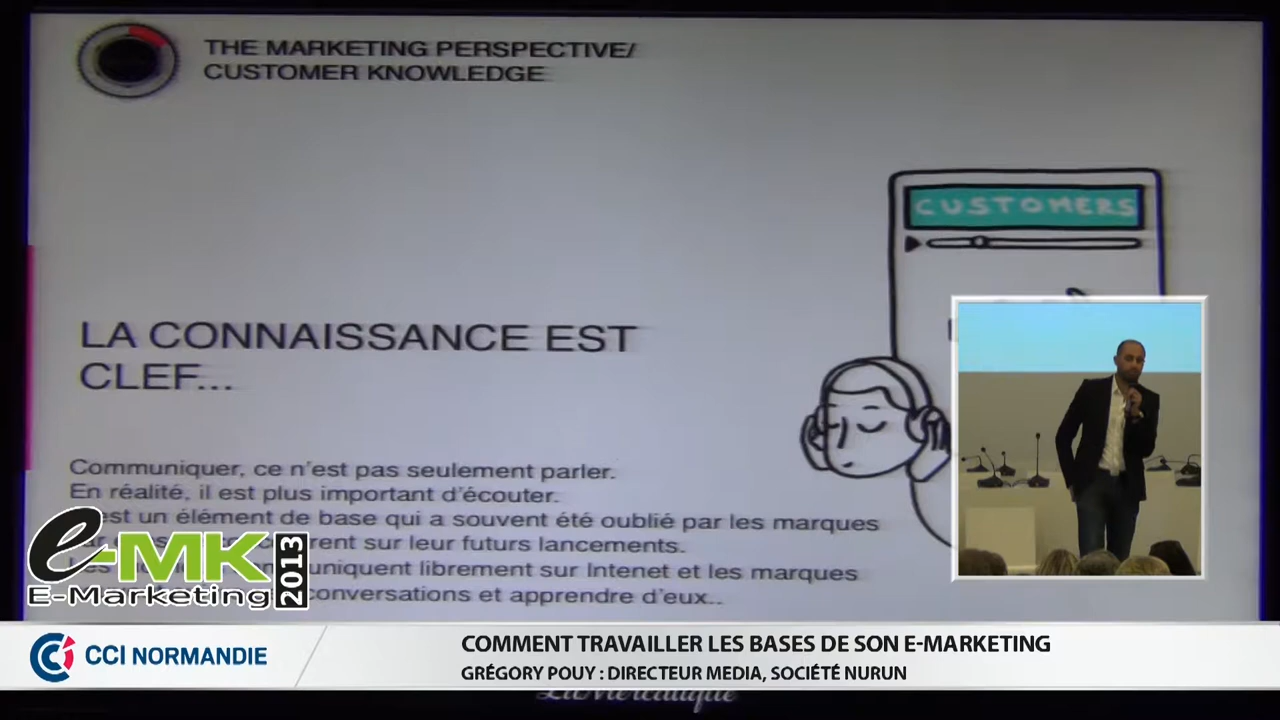 THE MARKETING PERSPECTIVE/
CUSTOMER KNOWLEDGE
CUSTOMERS
LA CONNAISSANCE EST
CLEF...
Communiquer, ce n'est pas seulement parler.
En réalité, il est plus important d'écouter.
est un élément de base qui a souvent été oublié par les marques
sur leur futurs lancements.
librement sur Intenet et les marques
conversations et apprendre d'eux..
e-MK
E-Marketing
2013
CCI NORMANDIE
COMMENT TRAVAILLER LES BASES DE SON E-MARKETING
GRÉGORY POUY : DIRECTEUR MEDIA, SOCIÉTÉ NURUN